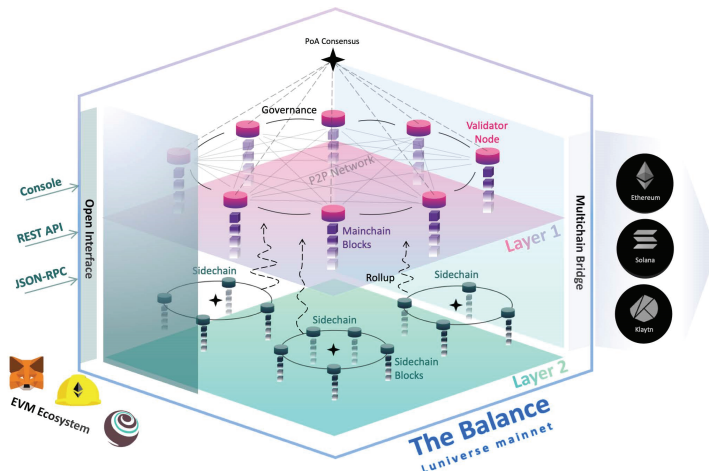 PoA Consensus
Governance
Validator
Node
P2P Network
Console
REST API
JSON-RPC
Open Interface
Mainchain
Blocks
Layer 1
Multichain Bridge
Ethereum
Solana
Klaytn
Sidechain
Rollup
Sidechain
Sidechain
Sidechain
Blocks
Layer 2
EVM Ecosystem
The Balance
Luniverse mainnet